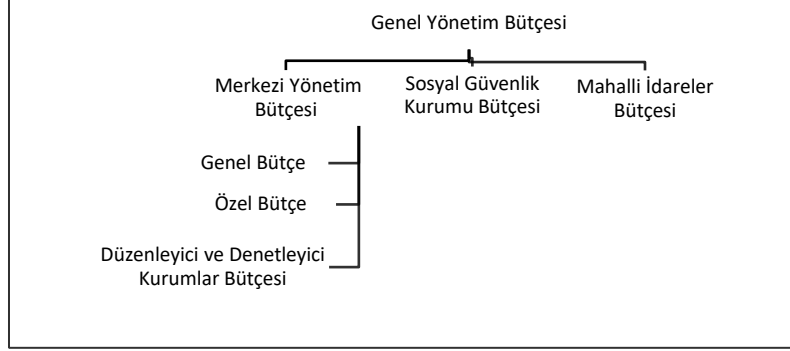 Genel Yönetim Bütçesi
Merkezi Yönetim
Bütçesi
Sosyal Güvenlik
Kurumu Bütçesi
Mahalli İdareler
Bütçesi
Genel Bütçe
Özel Bütçe
Düzenleyici ve Denetleyici
Kurumlar Bütçesi